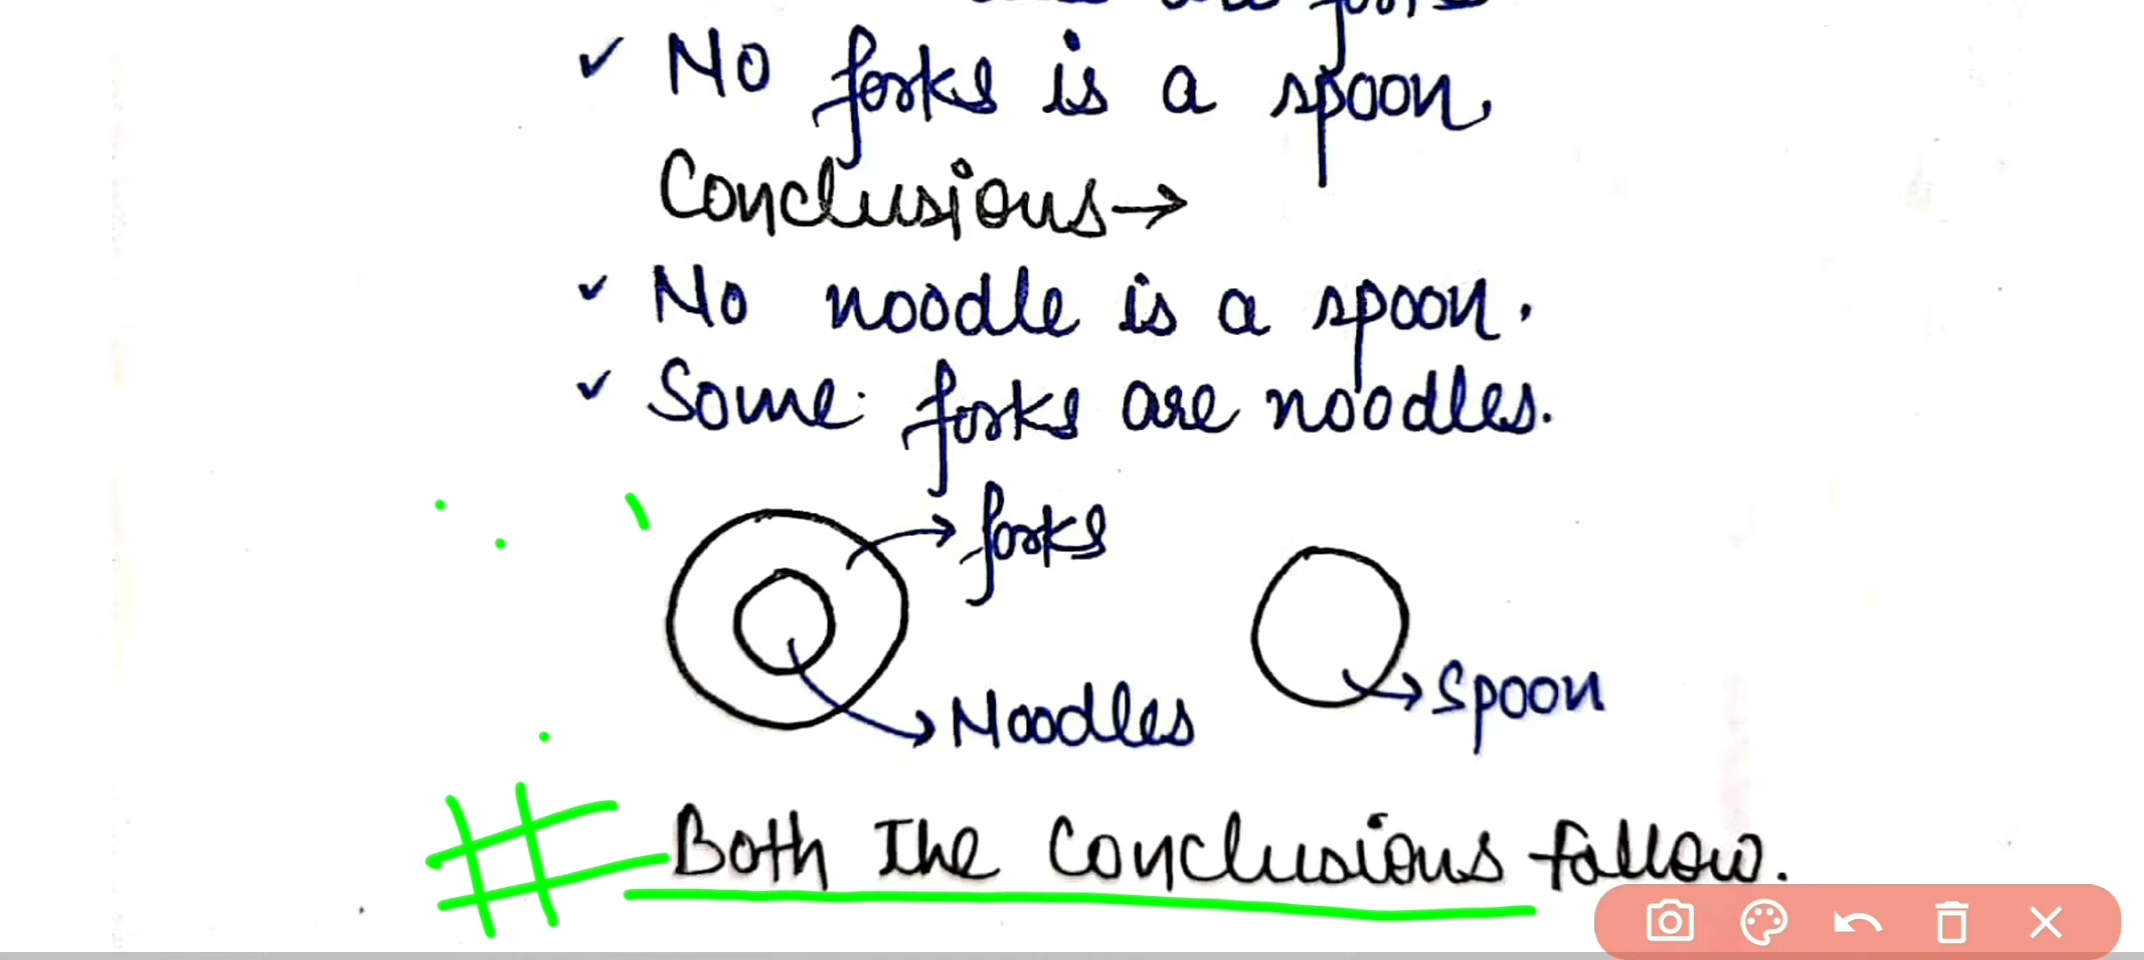 No forks is a spoon.
Conclusions→
No noodle is a spoon.
Some forks are noodles.
forks
Noodles
Spoon
Both The Conclusions follow.